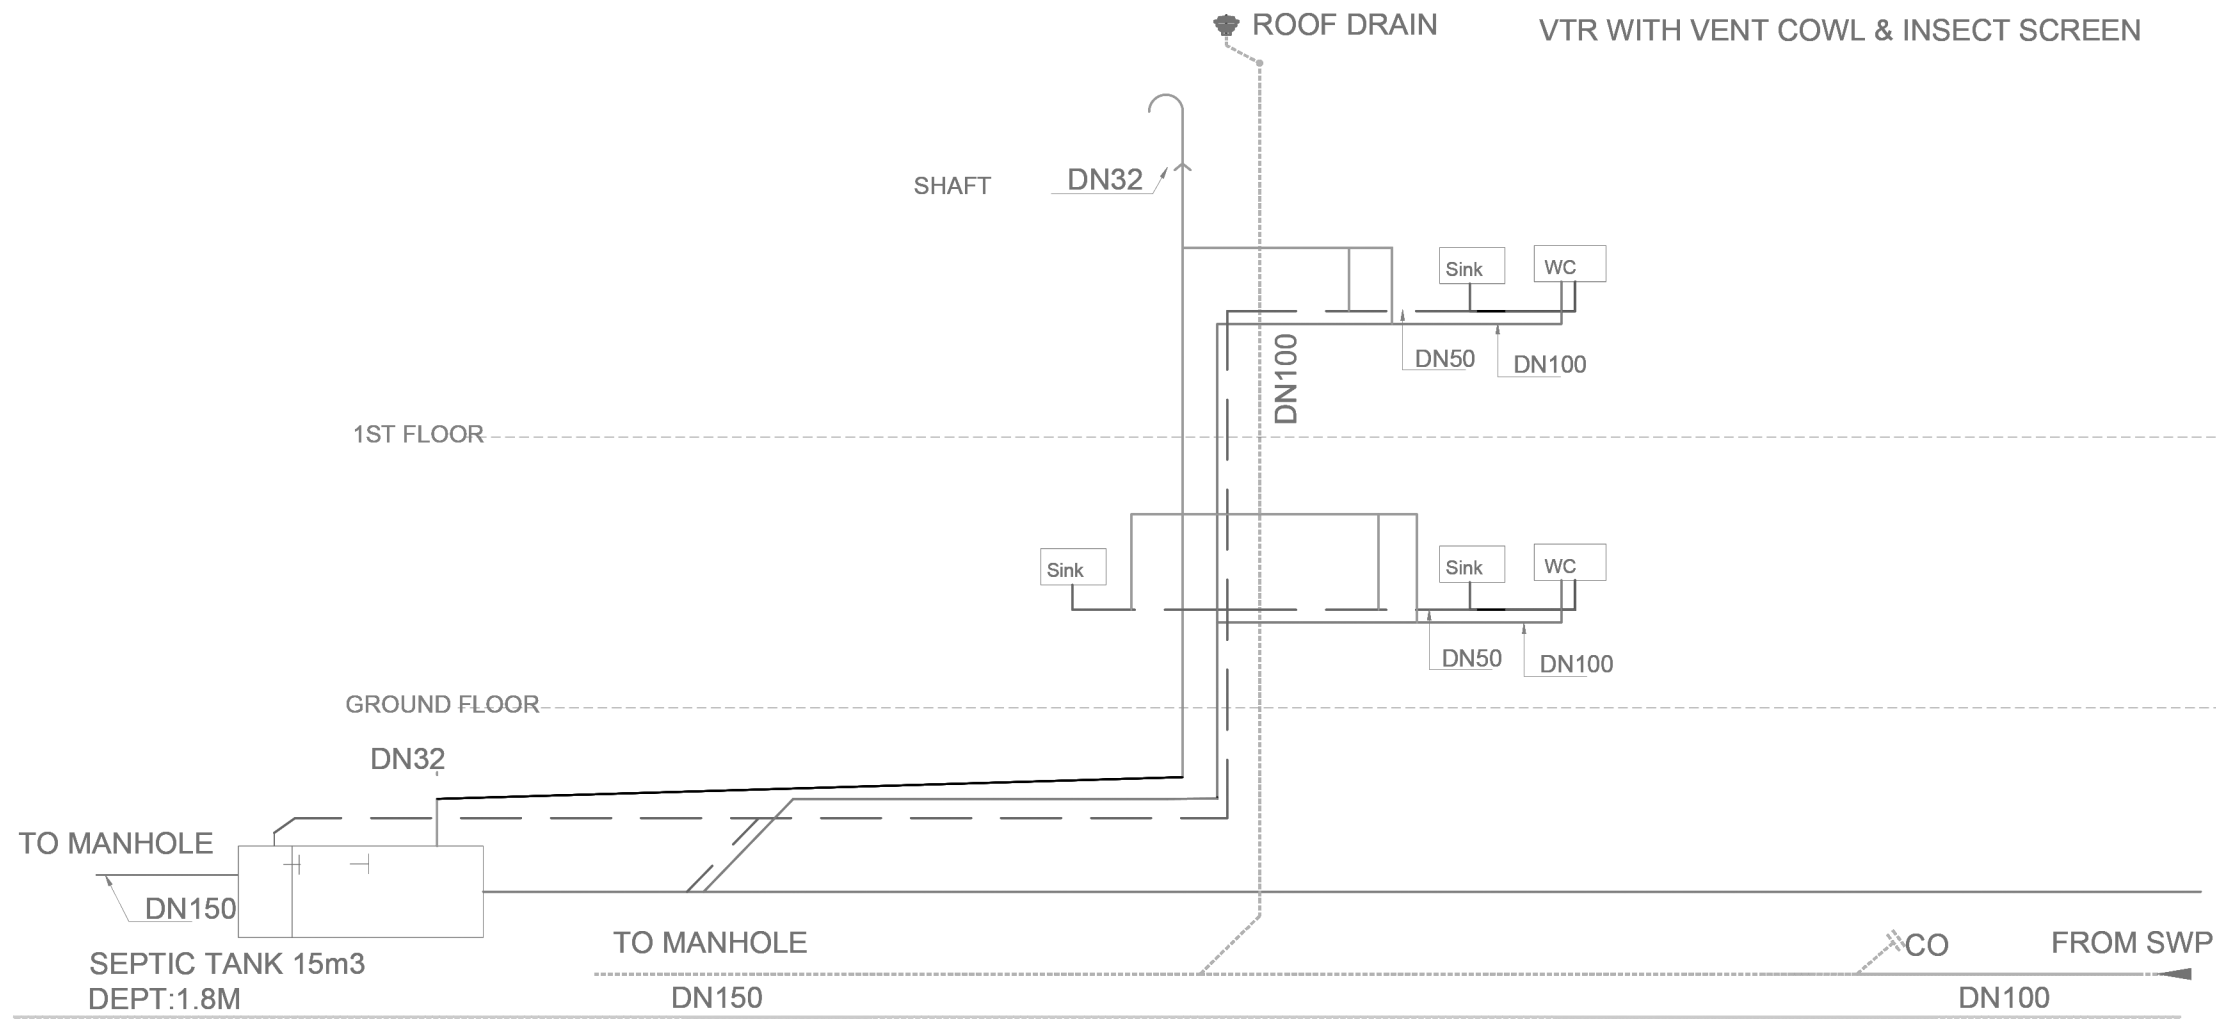 ROOF DRAIN
VTR WITH VENT COWL & INSECT SCREEN
SHAFT
DN32
Sink
WC
DN100
DN50
DN100
1ST FLOOR
Sink
Sink
WC
DN50
DN100
GROUND FLOOR
DN32
TO MANHOLE
DN150
SEPTIC TANK 15m3
DEPT:1.8M
TO MANHOLE
DN150
CO
FROM SWP
DN100